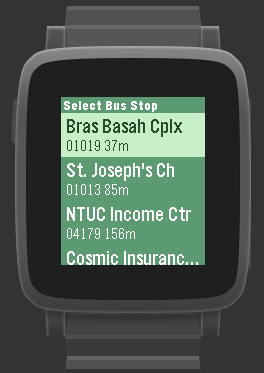 Select Bus Stop
Bras Basah Cplx
01019 37m
St. Joseph's Ch
01013 85m
NTUC Income Ctr
04179 156m
Cosmic Insuranc...